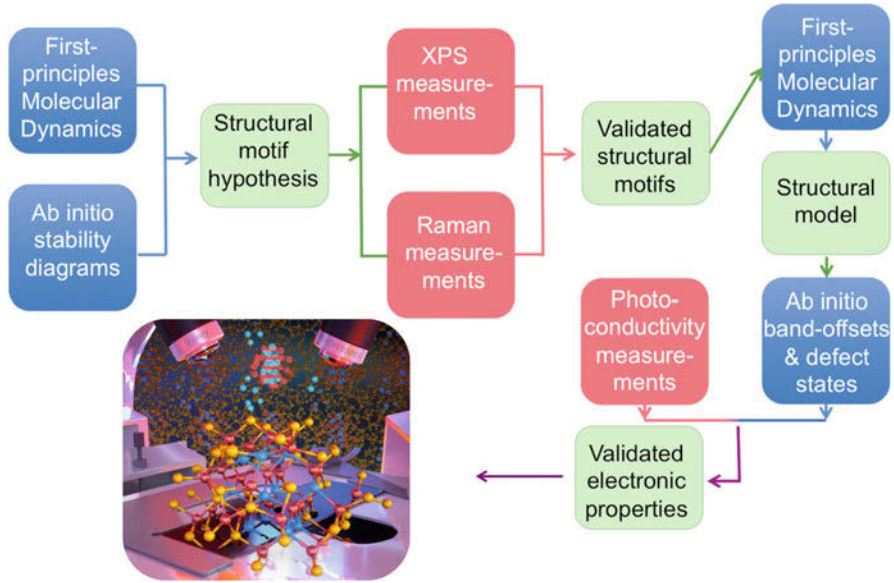 First-
principles
Molecular
Dynamics
Ab initio
stability
diagrams
Structural
motif
hypothesis
XPS
measure-
ments
Raman
measure-
ments
Validated
structural
motifs
First-
principles
Molecular
Dynamics
Structural
model
Ab initio
band-offsets
& defect
states
Photo-
conductivity
measure-
ments
Validated
electronic
properties